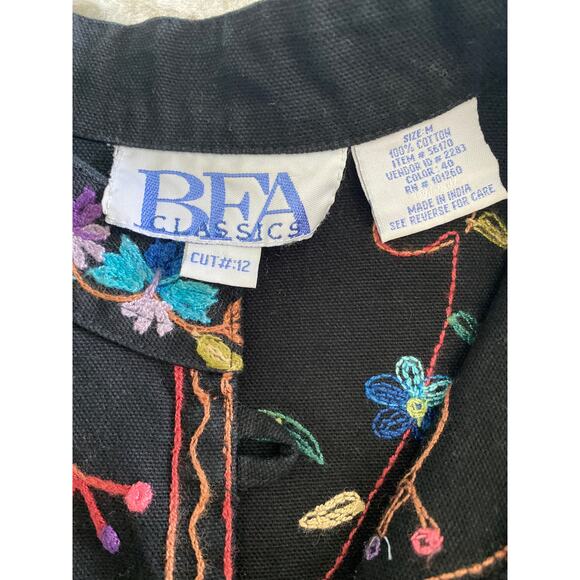 BFA
CLASSICS
CUT#:12
SIZE: M
100% COTTON
ITEM # 56170
VENDOR ID # 2283
COLOR: 40
RN # 101260
MADE IN INDIA
SEE REVERSE FOR CARE